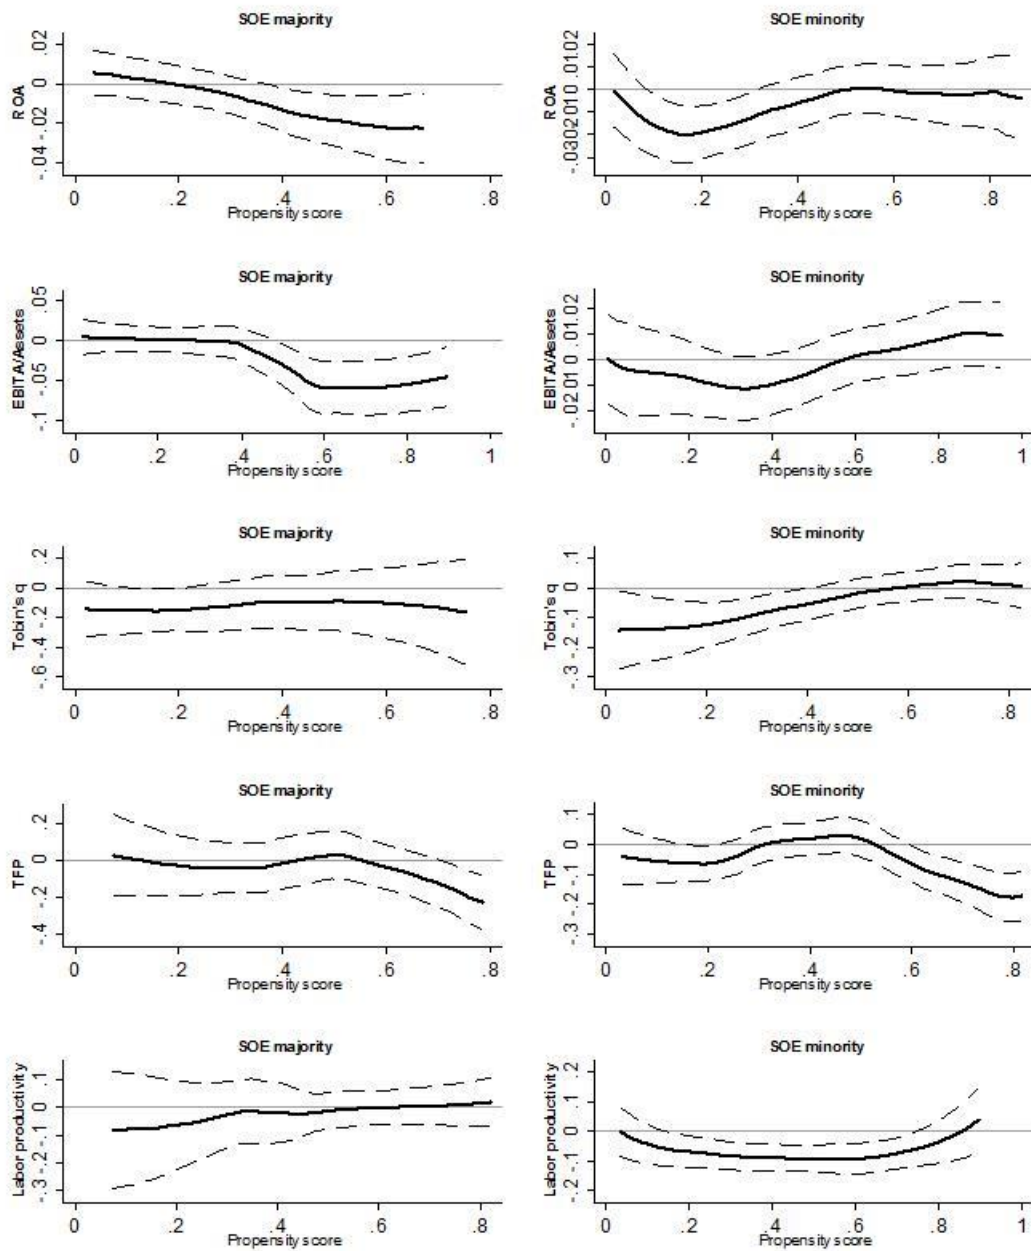 SOE majority
ROA
.02
0
-.02
-.04
0 .2 .4 .6 .8
Propensity score
SOE minority
ROA
.02
.01
0
-.01
-.02
-.03
0 .2 .4 .6 .8
Propensity score
SOE majority
EBITA/Assets
.05
0
-.05
-.1
0 .2 .4 .6 .8 1
Propensity score
SOE minority
EBITA/Assets
.02
.01
0
-.01
-.02
0 .2 .4 .6 .8 1
Propensity score
SOE majority
Tobin's q
.2
0
-.2
-.4
-.6
0 .2 .4 .6 .8
Propensity score
SOE minority
Tobin's q
.1
0
-.1
-.2
-.3
0 .2 .4 .6 .8
Propensity score
SOE majority
TFP
.2
0
-.2
-.4
0 .2 .4 .6 .8
Propensity score
SOE minority
TFP
.1
0
-.1
-.2
-.3
0 .2 .4 .6 .8
Propensity score
SOE majority
Labor productivity
.1
0
-.1
-.2
-.3
0 .2 .4 .6 .8
Propensity score
SOE minority
Labor productivity
.2
.1
0
-.1
-.2
0 .2 .4 .6 .8 1
Propensity score